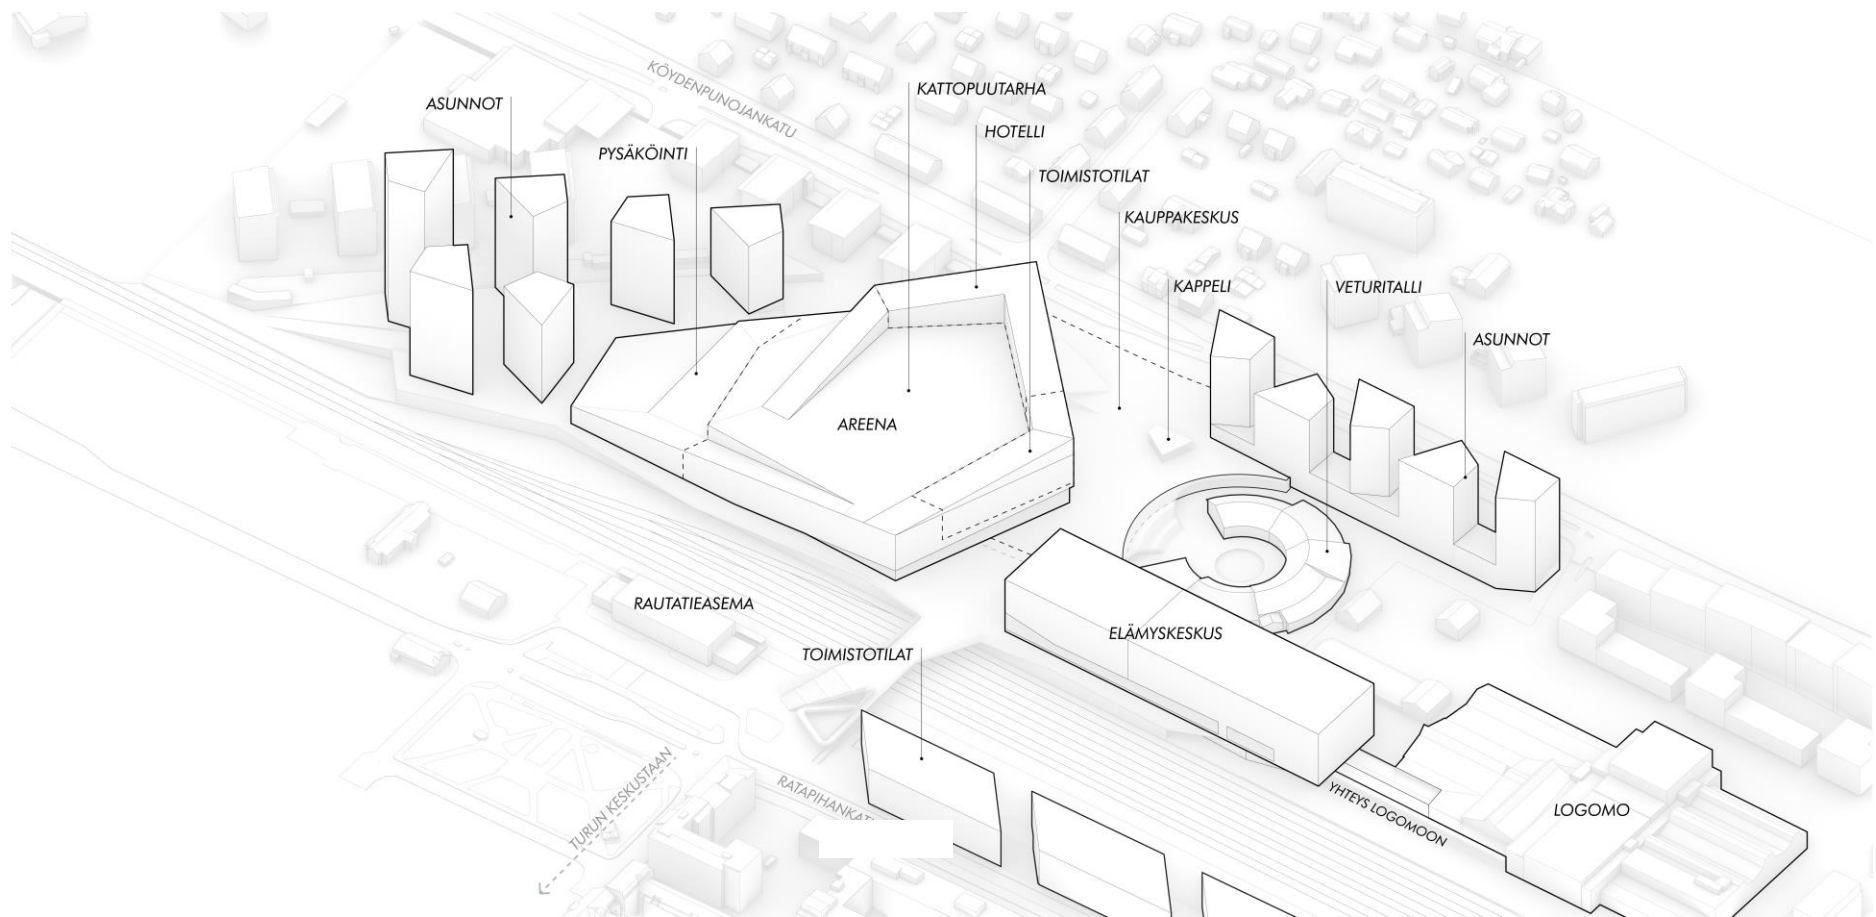 KÖYDENPUNOJANKATU
ASUNNOT
KATTOPUUTARHA
HOTELLI
PYSÄKÖINTI
TOIMISTOTILAT
KAUPPAKESKUS
KAPPELI
VETURITALLI
ASUNNOT
AREENA
RAUTATIEASEMA
ELÄMYSKESKUS
TOIMISTOTILAT
TURUN KESKUSTAAN
RATAPIHANKATU
YHTEYS LOGOMOON
LOGOMO